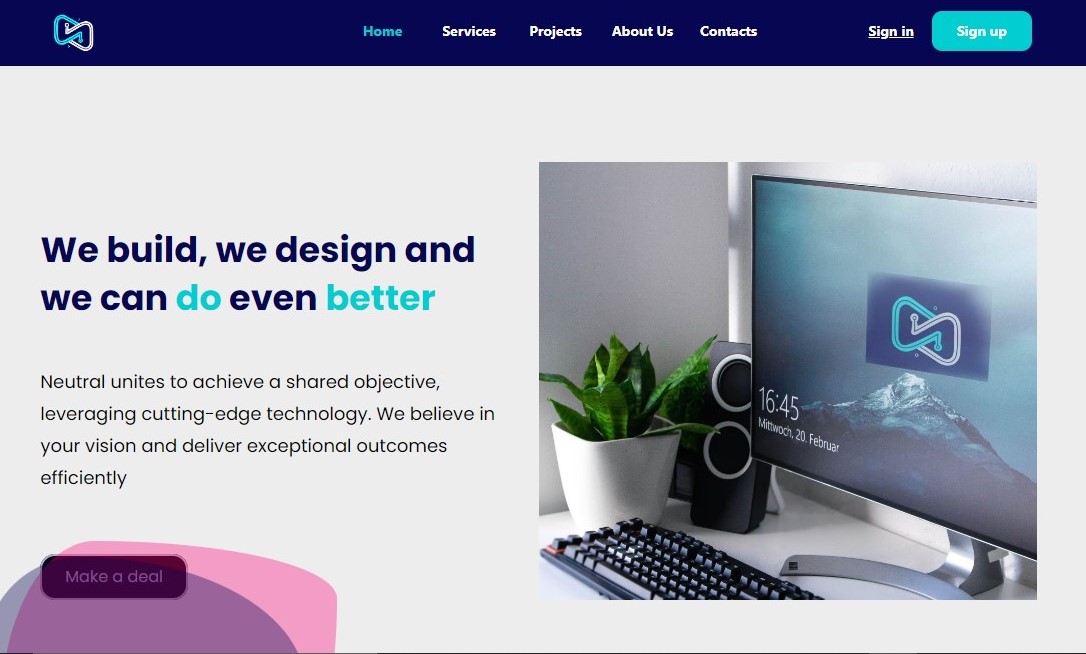 Home Services Projects About Us Contacts Sign in Sign up
We build, we design and
we can do even better
Neutral unites to achieve a shared objective,
leveraging cutting-edge technology. We believe in
your vision and deliver exceptional outcomes
efficiently
Make a deal
16:45
Mittwoch, 20. Februar